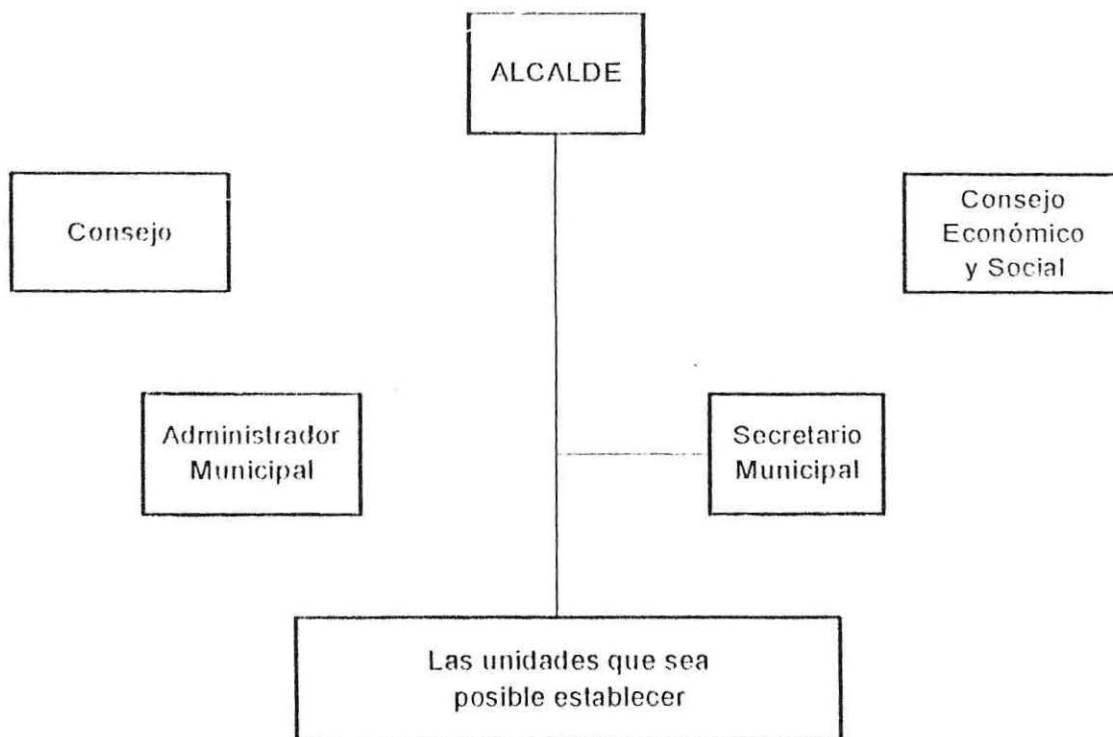 ALCALDE
Consejo
Consejo
Económico
y Social
Administrador
Municipal
Secretario
Municipal
Las unidades que sea
posible establecer